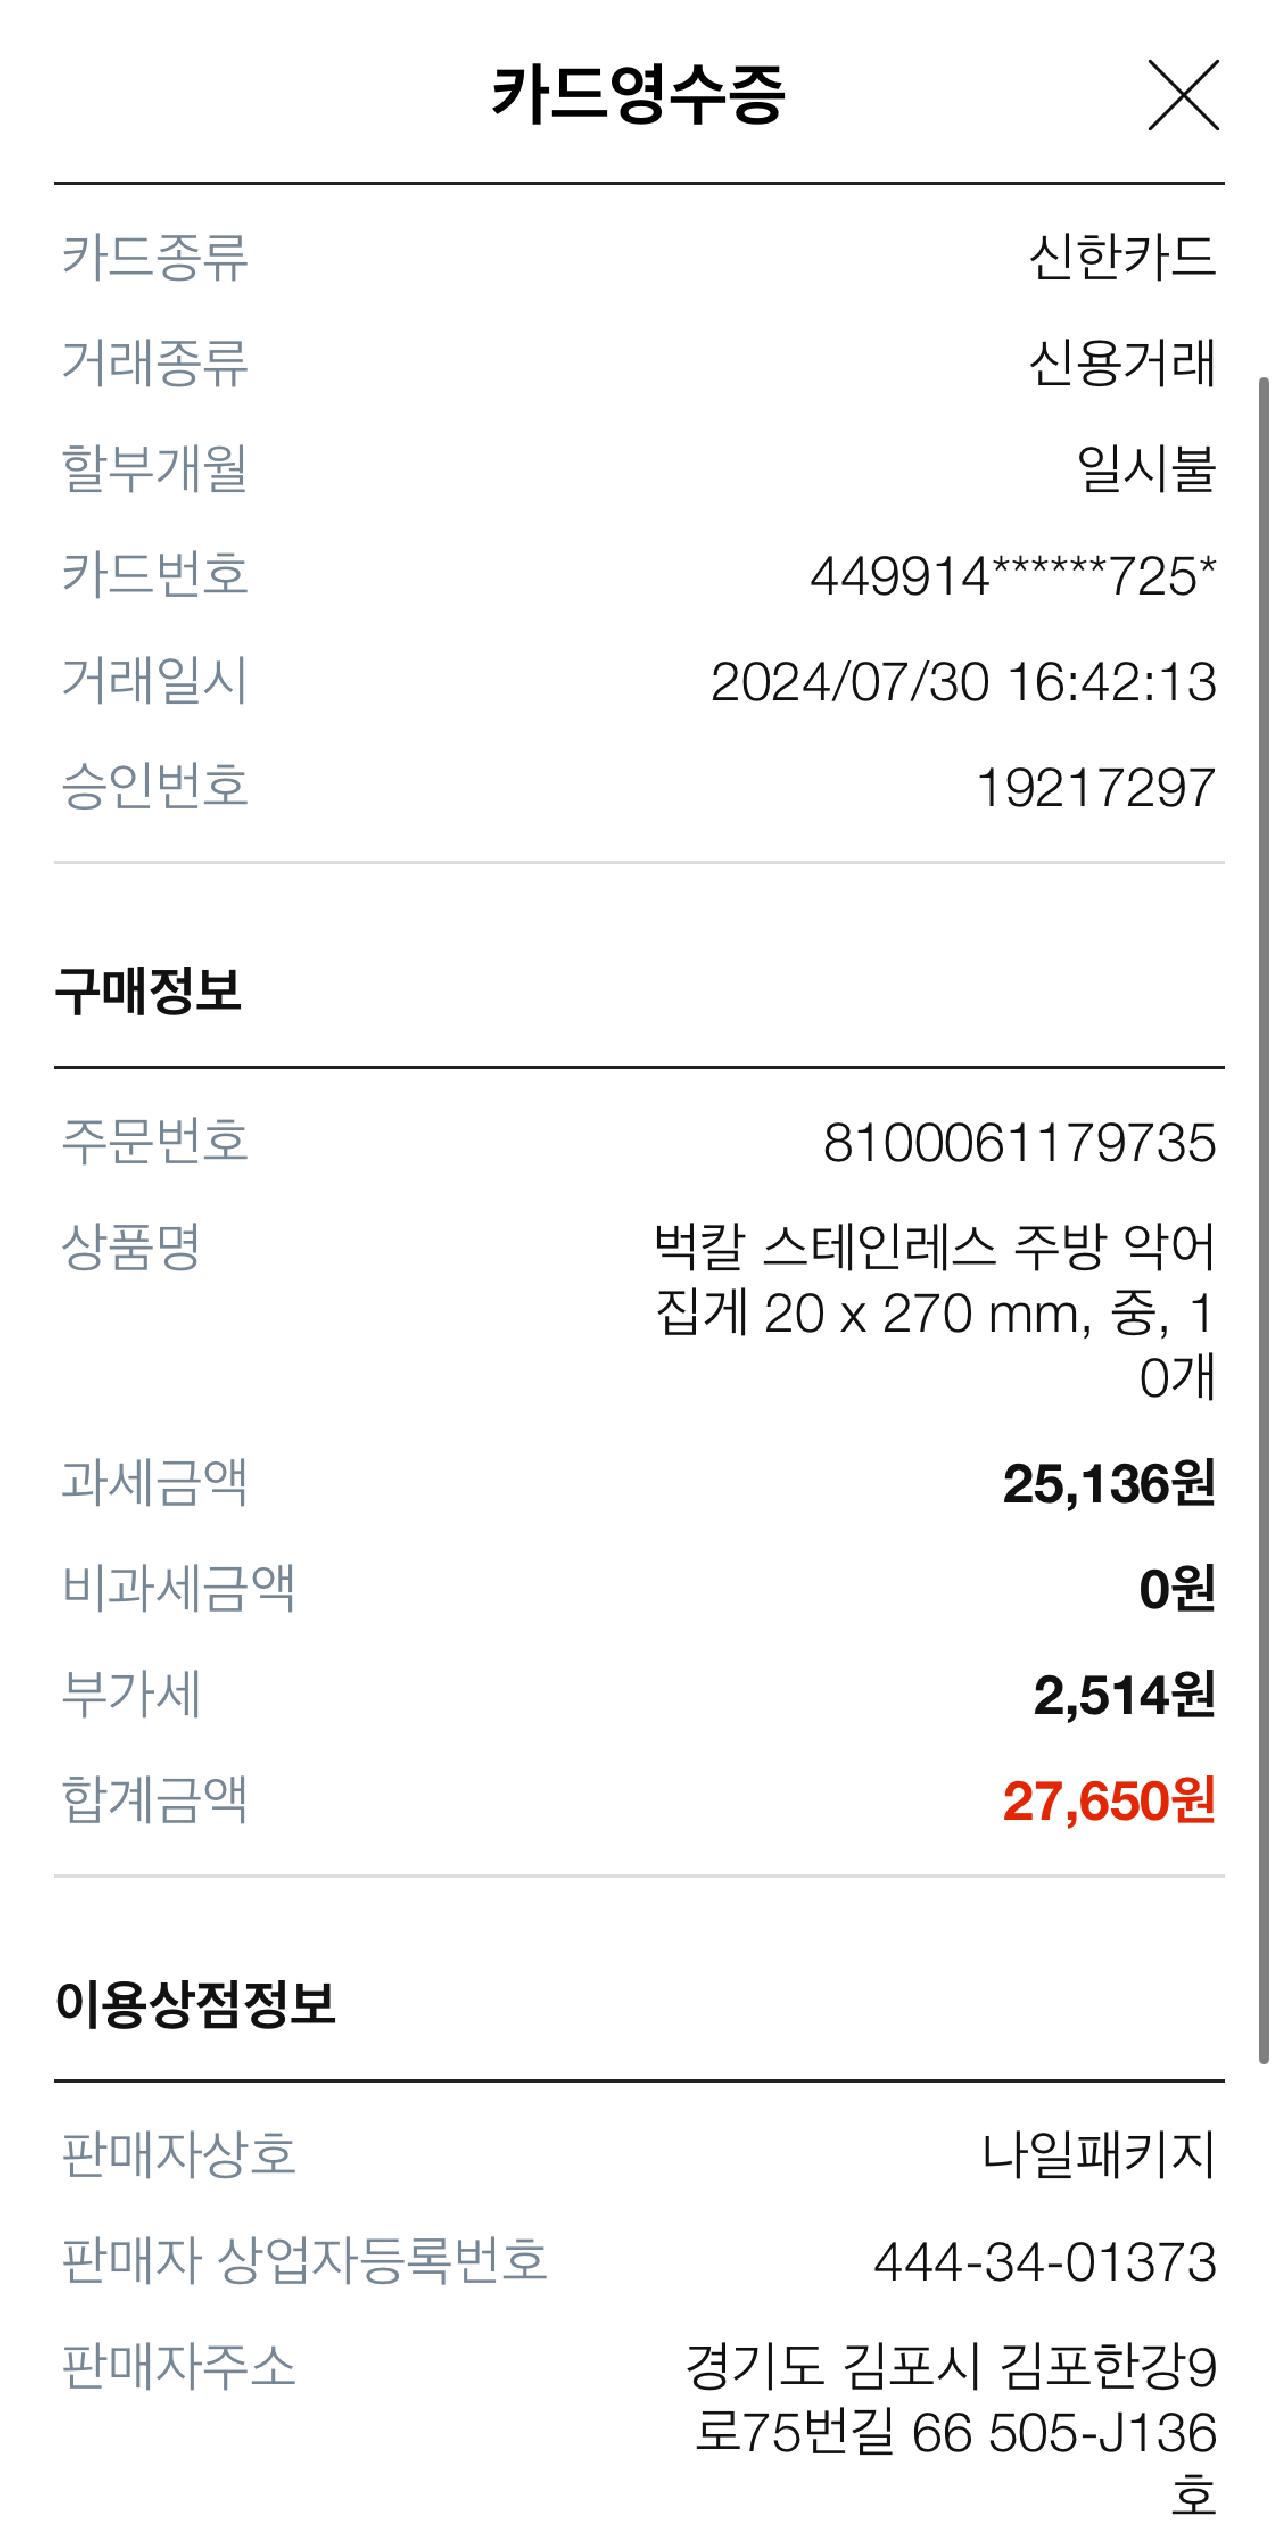 카드영수증
카드종류 신한카드
거래종류 신용거래
할부개월 일시불
카드번호 449914******725*
거래일시 2024/07/30 16:42:13
승인번호 19217297
구매정보
주문번호 8100061179735
상품명 벅칼 스테인레스 주방 악어
집게 20 x 270 mm, 중, 1
0개
과세금액 25,136원
비과세금액 0원
부가세 2,514원
합계금액 27,650원
이용상점정보
판매자상호 나일패키지
판매자 상업자등록번호 444-34-01373
판매자주소 경기도 김포시 김포한강9
로75번길 66 505-J136
호